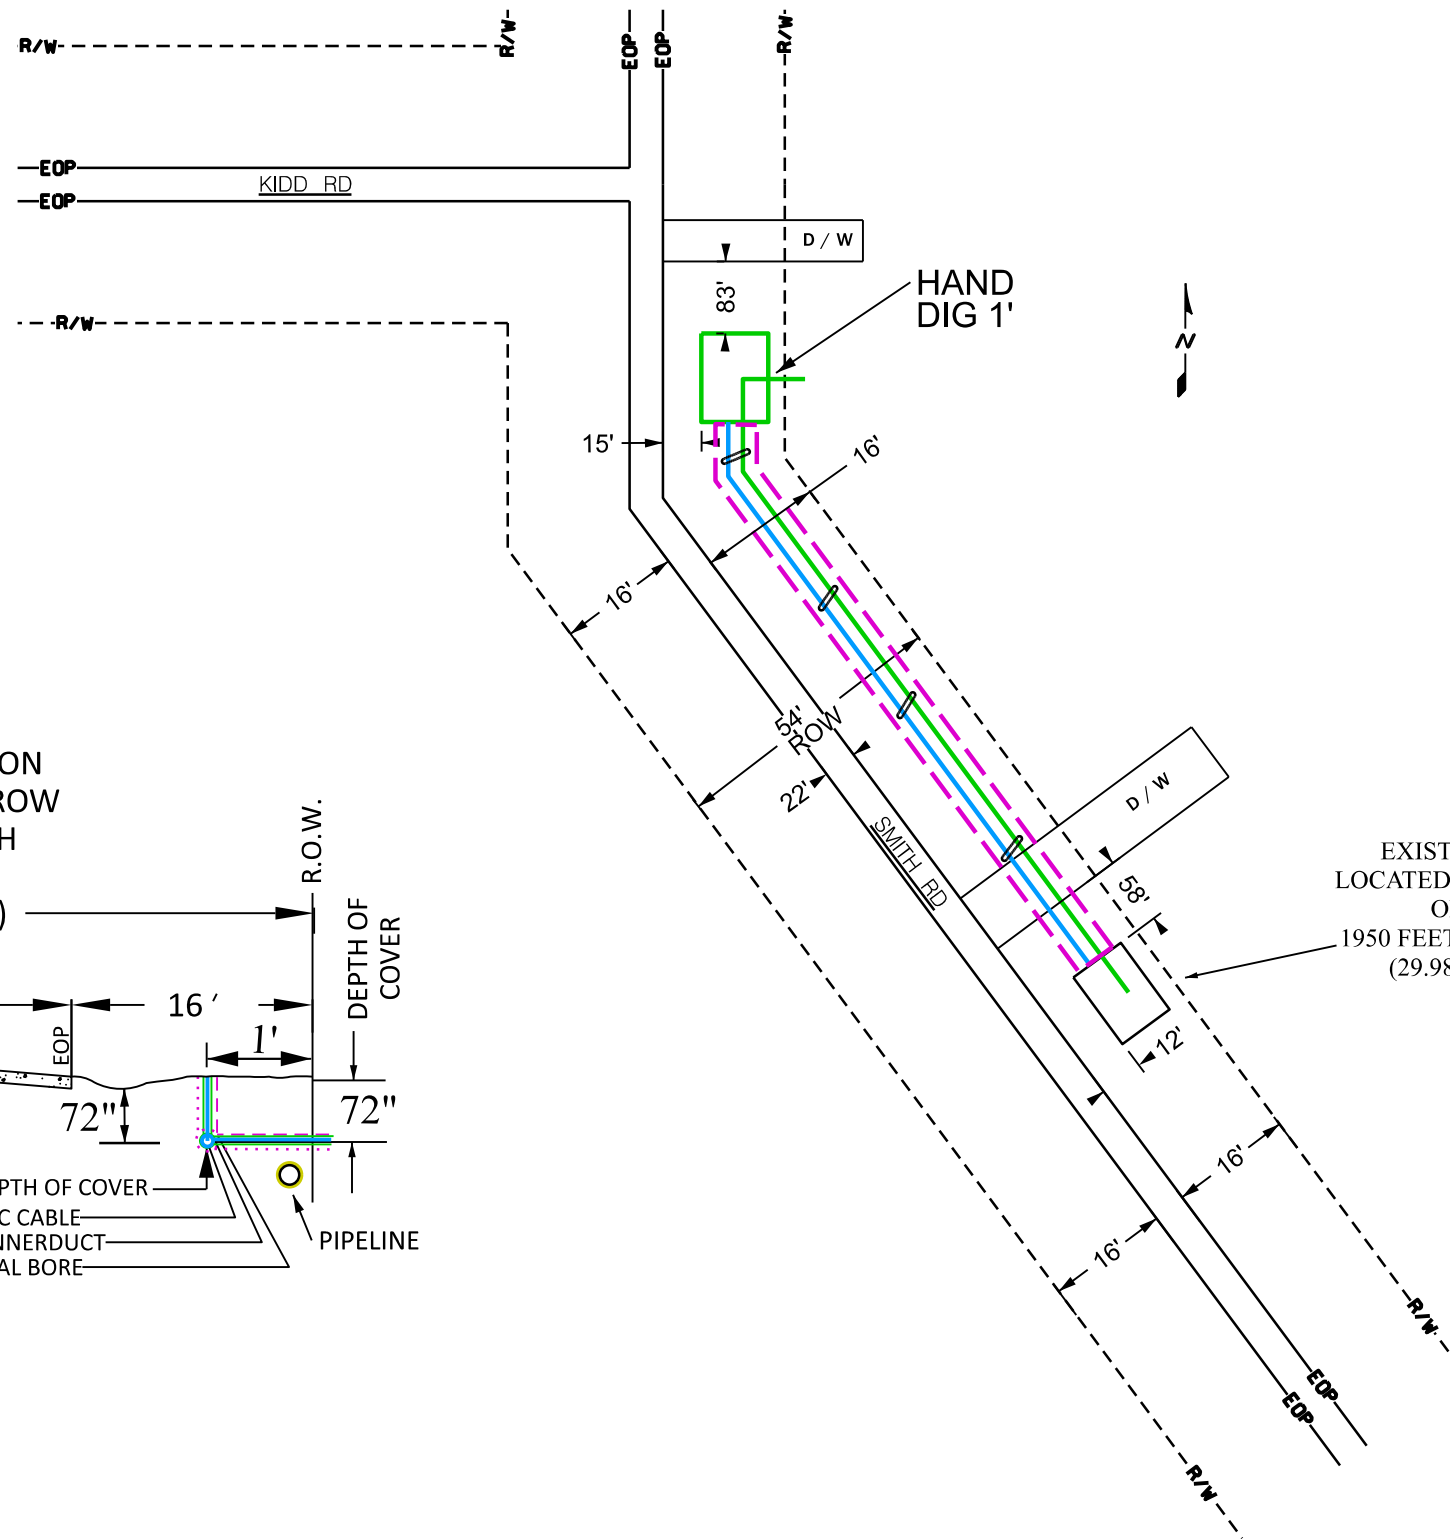 R/W
R/W
EOP
EOP
R/W
EOP
KIDD RD
EOP
D / W
HAND
DIG 1'
83'
R/W
N
15'
16'
16'
54'
ROW
22'
SMITH RD
D / W
58'
12'
EXIST
LOCATED
O
1950 FEET
(29.98
16'
16'
R/W
EOP
EOP
R/W
ON
ROW
H
)
R.O.W.
DEPTH OF
COVER
16 '
EOP
1'
72"
72"
PTH OF COVER
C CABLE
NNERDUCT
AL BORE
PIPELINE